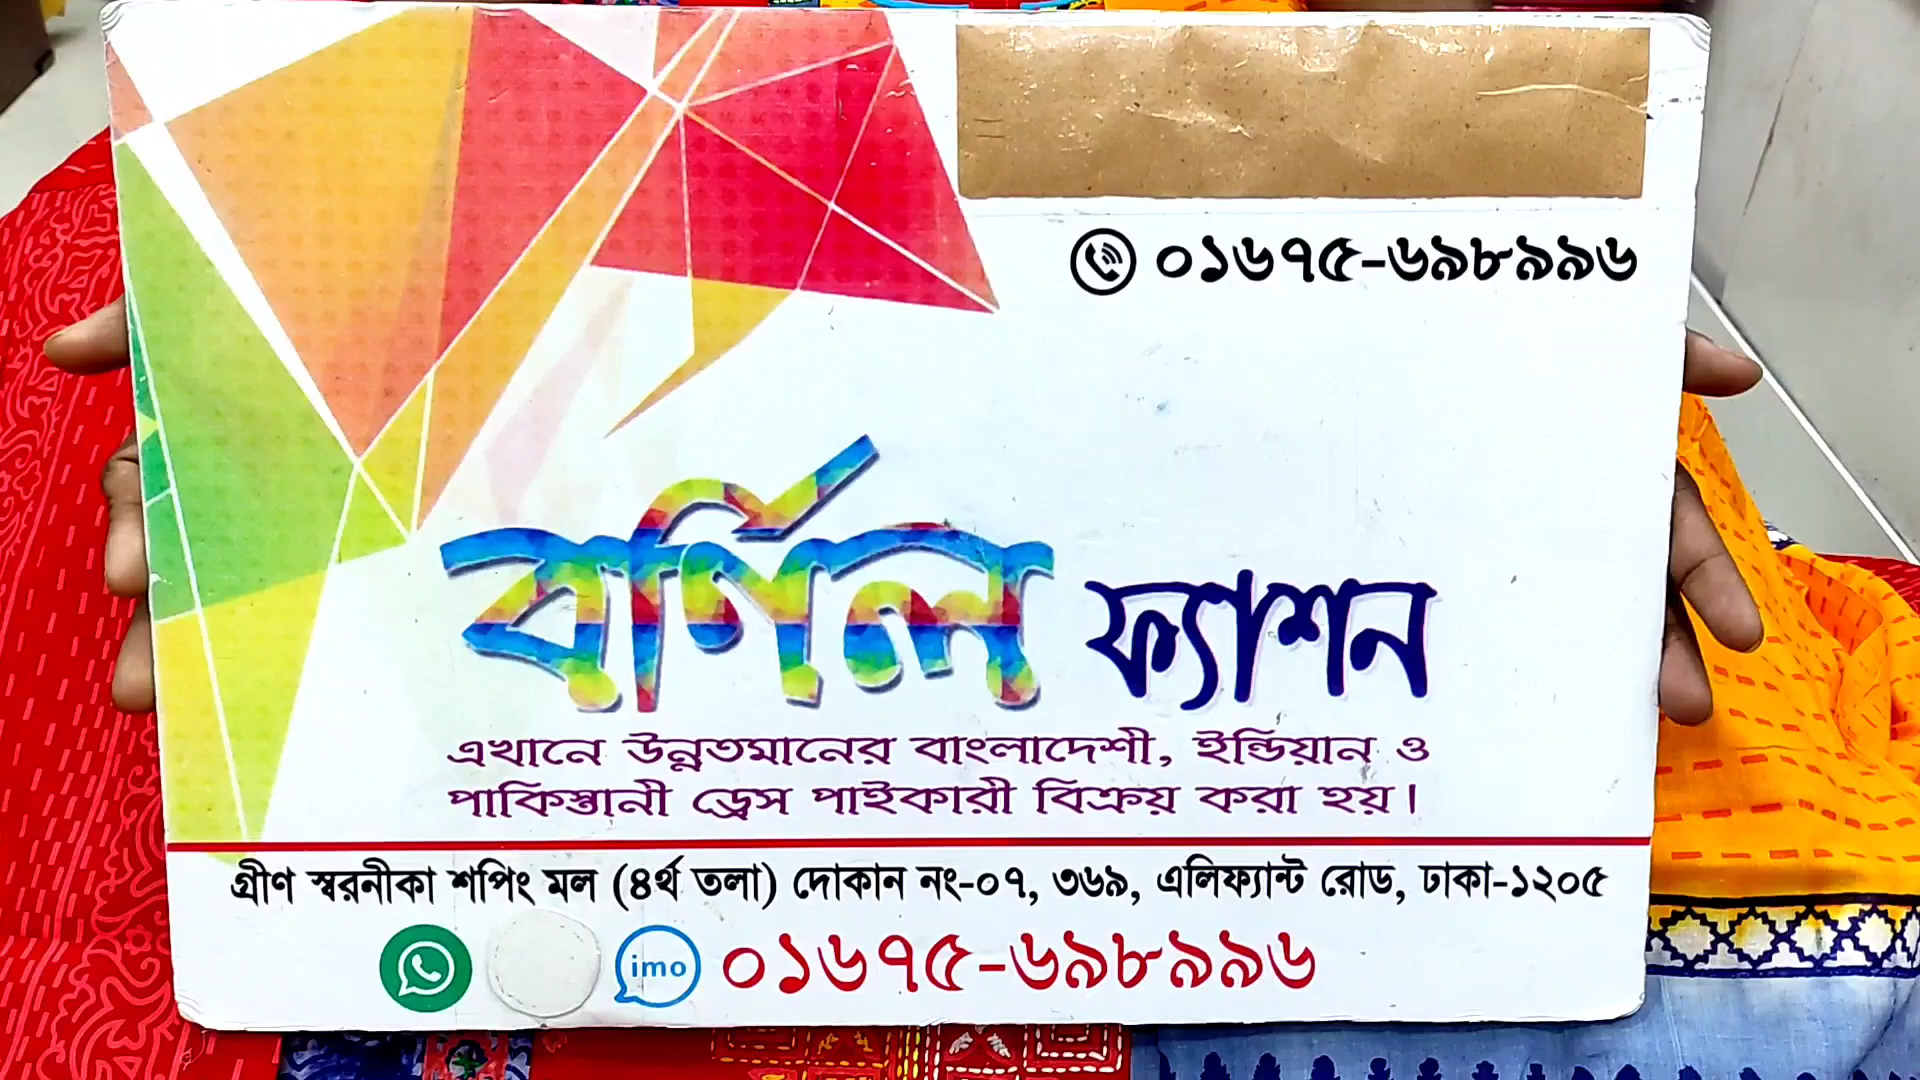 ০১৬৭৫-৬৯৮৯৯৬
বর্ণিল ফ্যাশন
এখানে উন্নতমানের বাংলাদেশী, ইন্ডিয়ান ও
পাকিস্তানী ড্রেস পাইকারী বিক্রয় করা হয়।
গ্রীণ স্বরনীকা শপিং মল (৪র্থ তলা) দোকান নং-০৭, ৩৬৯, এলিফ্যান্ট রোড, ঢাকা-১২০৫
imo ০১৬৭৫-৬৯৮৯৯৬